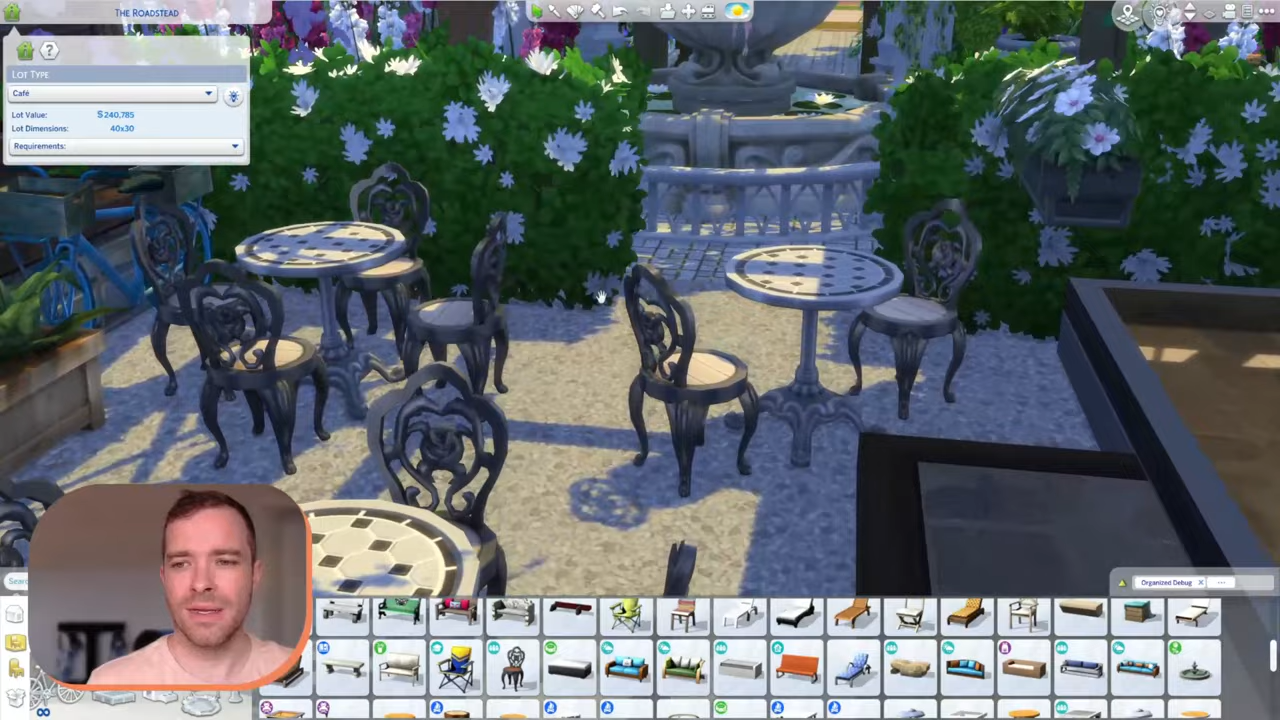 THE ROADSTEAD
?
LOT TYPE
Café
Lot Value: §240,785
Lot Dimensions: 40x30
Requirements:
Organized Debug